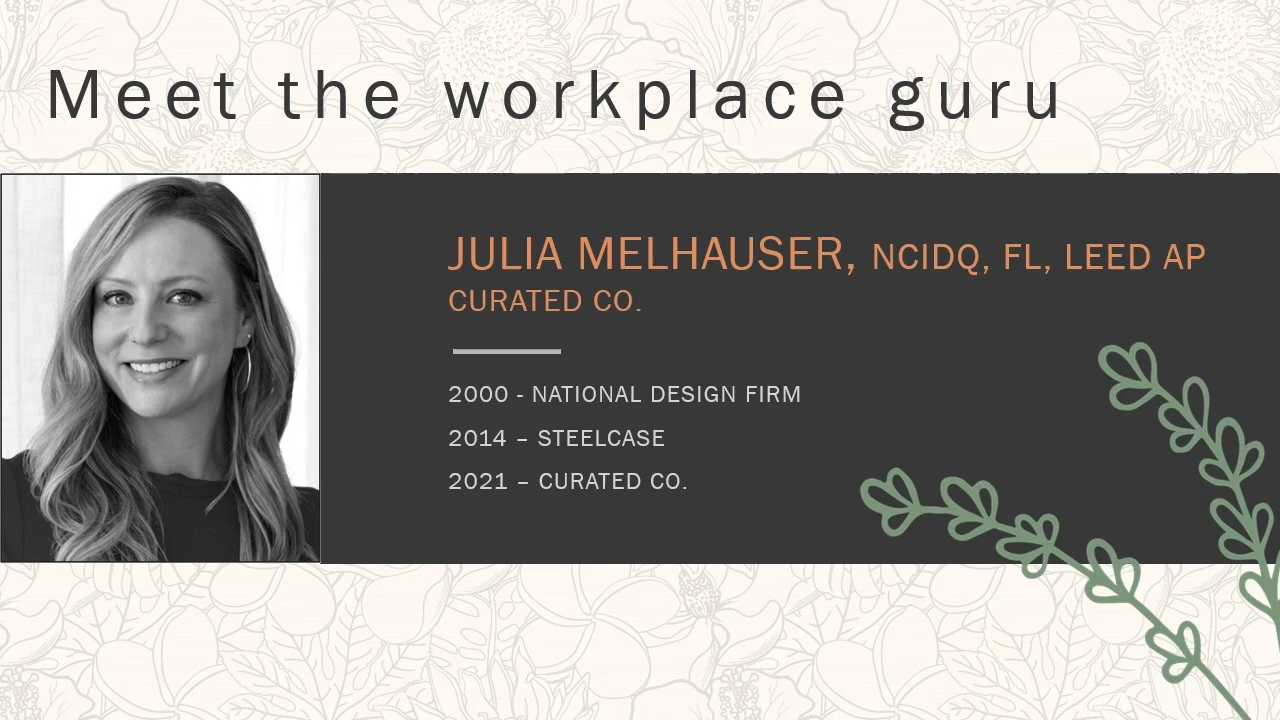 Meet the workplace guru
JULIA MELHAUSER, NCIDQ, FL, LEED AP
CURATED CO.
2000 - NATIONAL DESIGN FIRM
2014 – STEELCASE
2021 – CURATED CO.